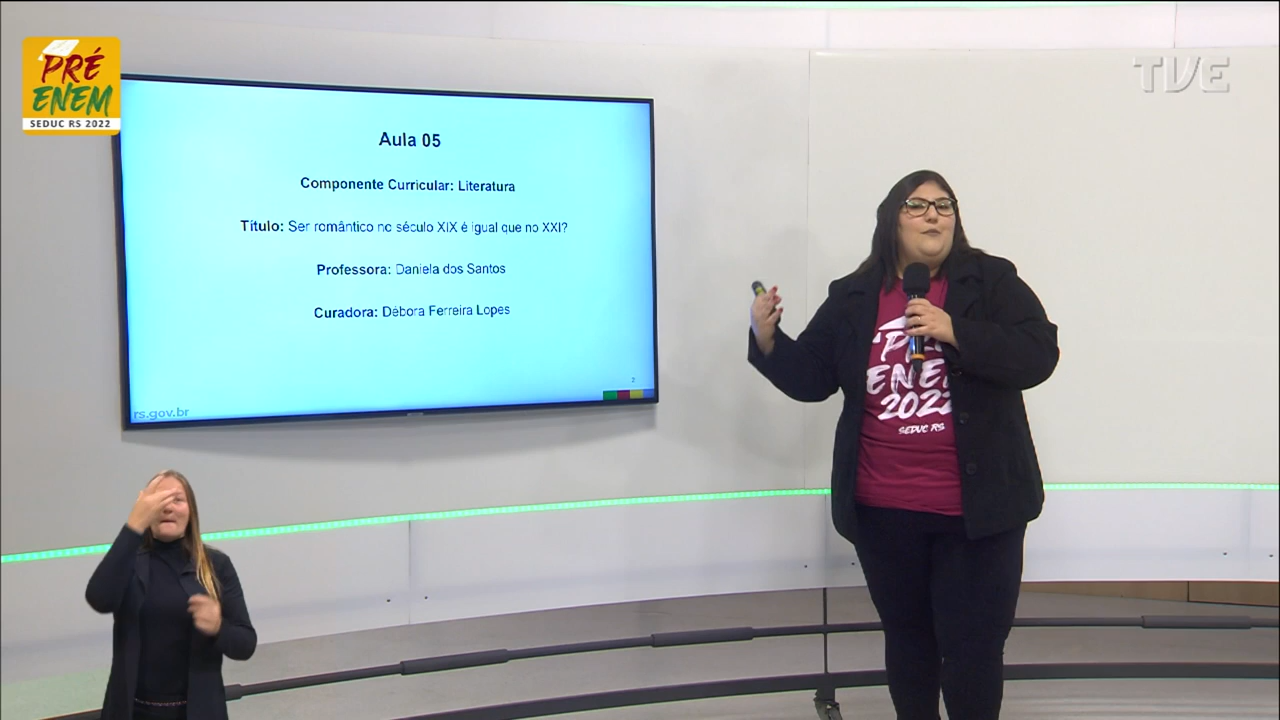 PRÉ
ENEM
SEDUC RS 2022
TVE
Aula 05
Componente Curricular: Literatura
Título: Ser romântico no século XIX é igual que no XXI?
Professora: Daniela dos Santos
Curadora: Débora Ferreira Lopes
2
rs.gov.br
PRÉ
ENEM
2022
SEDUC RS